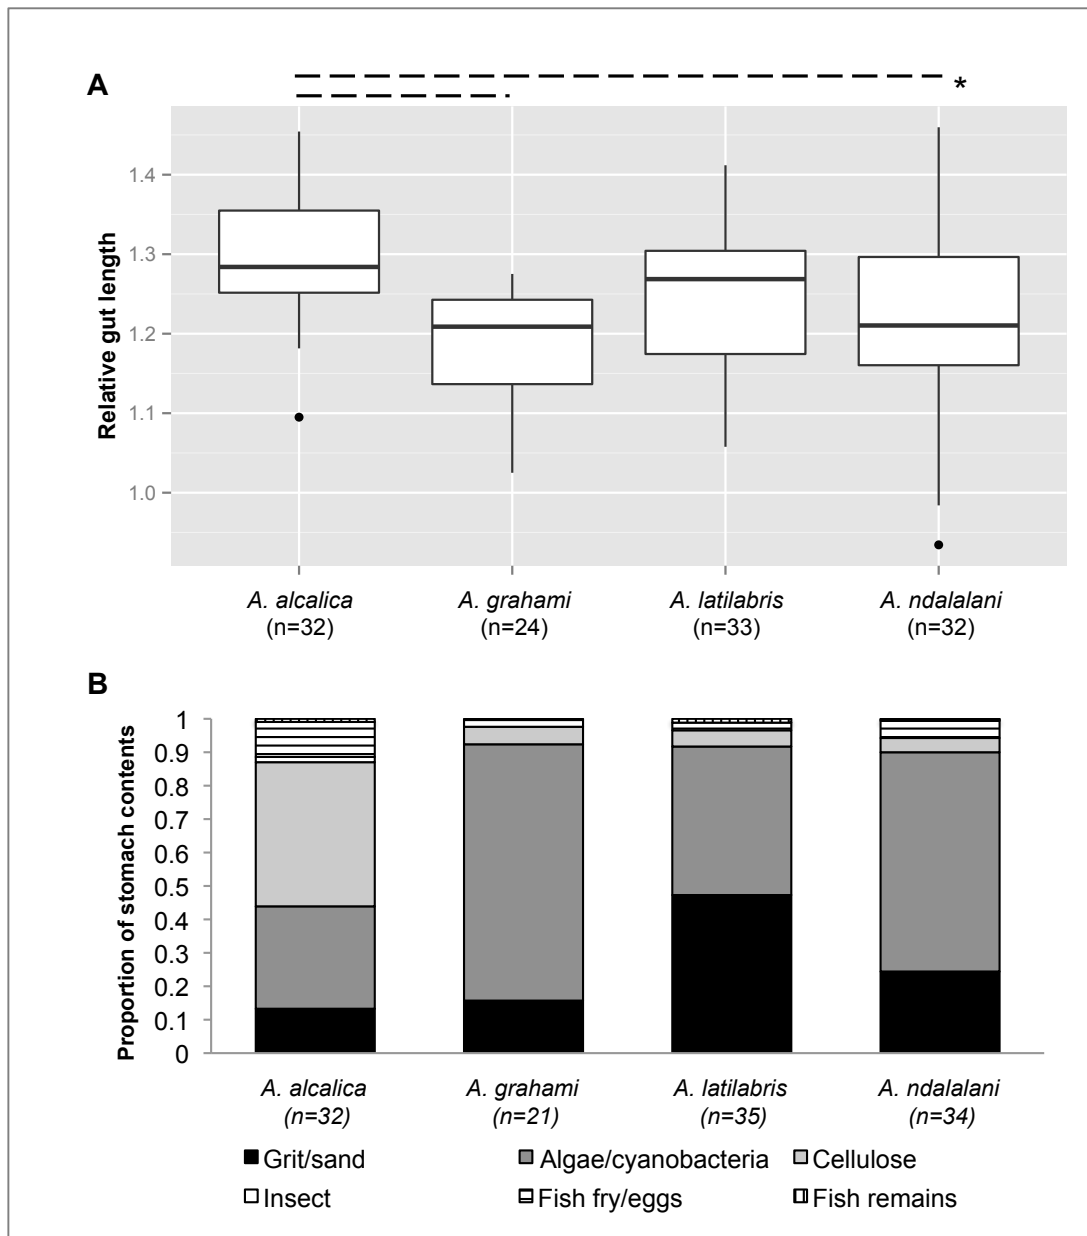 A
*
Relative gut length
1.4
1.3
1.2
1.1
1.0
A. alcalica A. grahami A. latilabris A. ndalalani
(n=32) (n=24) (n=33) (n=32)
B
Proportion of stomach contents
1
0.9
0.8
0.7
0.6
0.5
0.4
0.3
0.2
0.1
0
A. alcalica A. grahami A. latilabris A. ndalalani
(n=32) (n=21) (n=35) (n=34)
Grit/sand Algae/cyanobacteria Cellulose
Insect Fish fry/eggs Fish remains